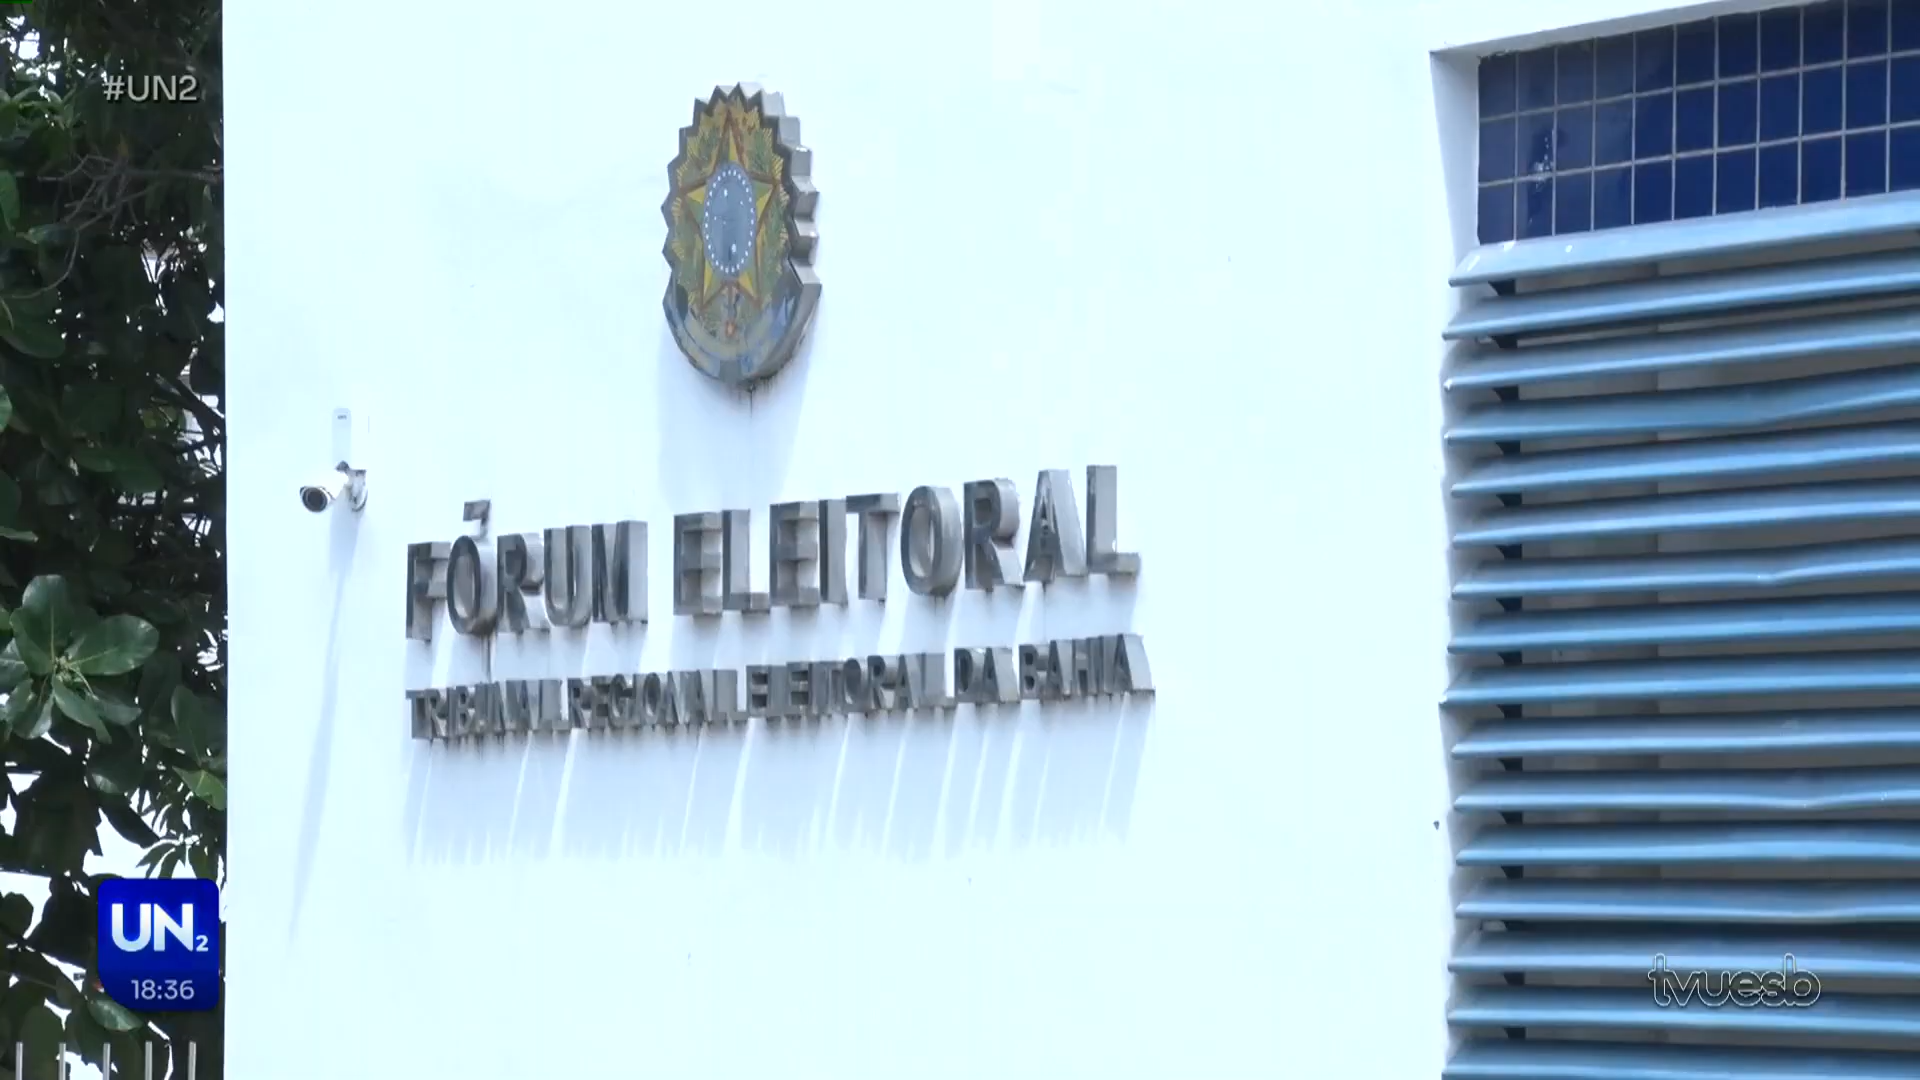 #UN2
FÓRUM ELEITORAL
TRIBUNAL REGIONAL ELEITORAL DA BAHIA
UN2
18:36
tvuesb